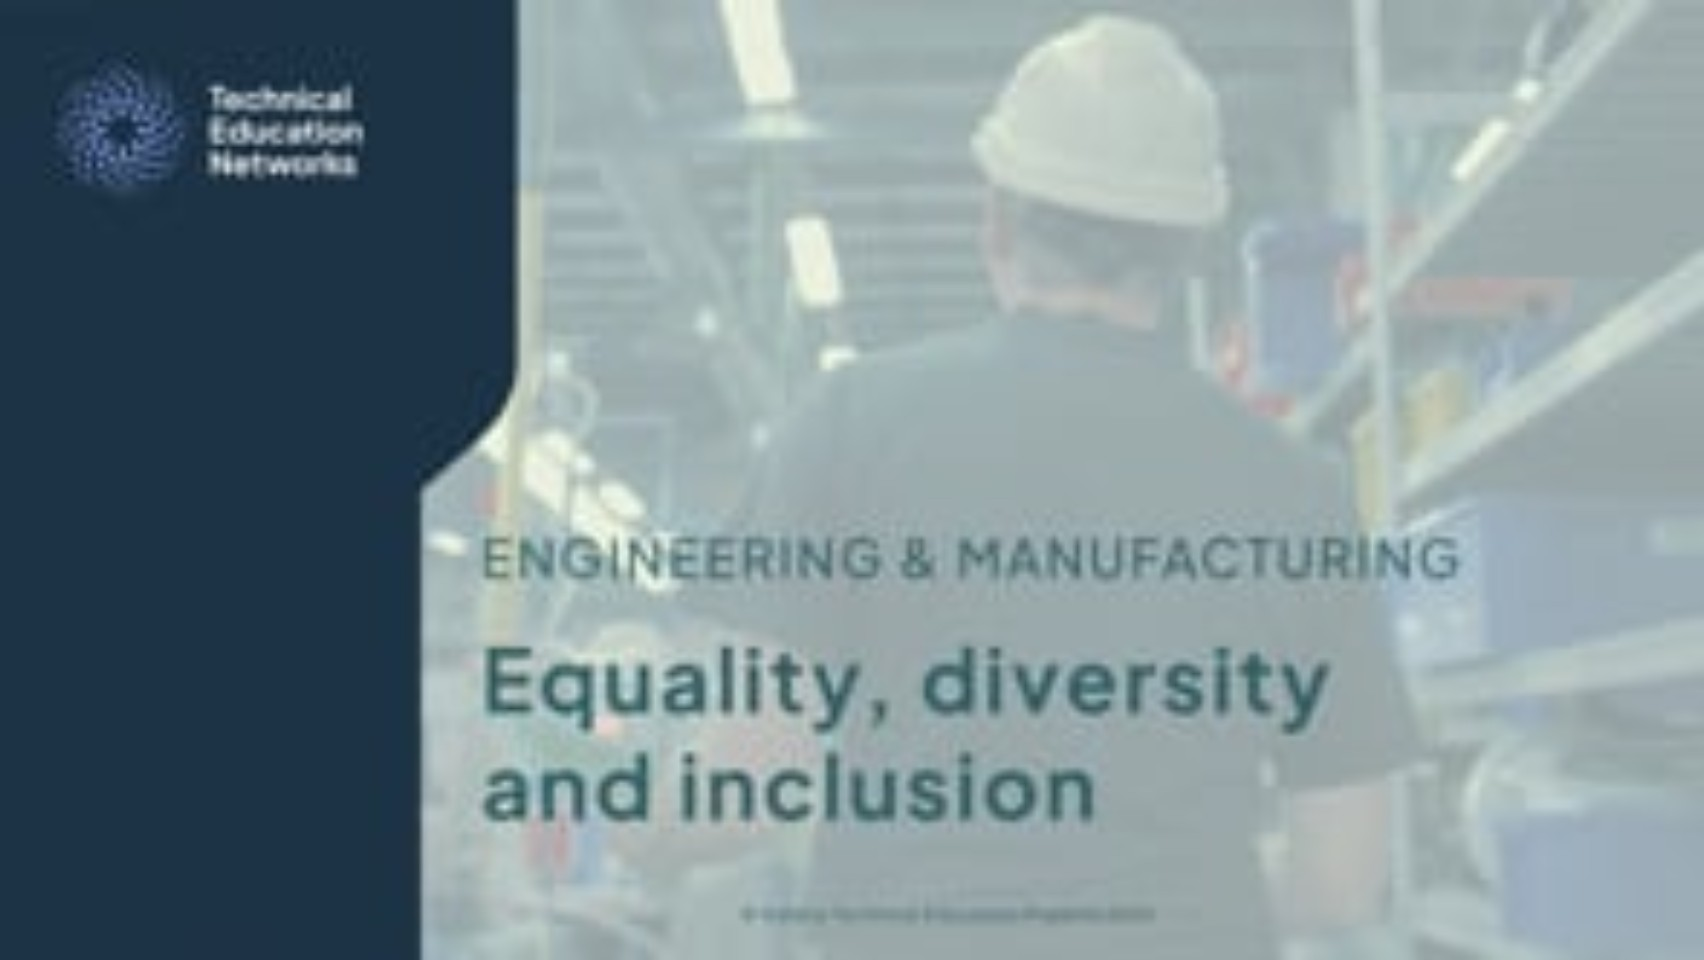 Technical
Education
Networks
ENGINEERING & MANUFACTURING
Equality, diversity
and inclusion